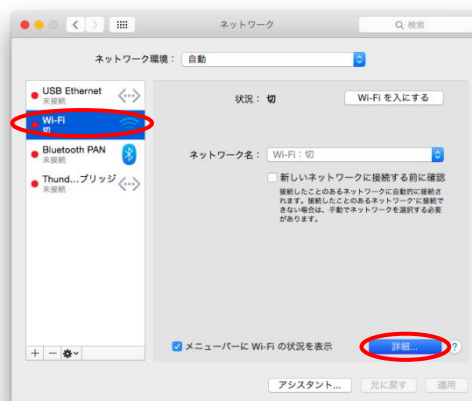 ネットワーク
検索
ネットワーク環境： 自動
USB Ethernet
未接続
Wi-Fi
切
Bluetooth PAN
未接続
Thund...ブリッジ
未接続
状況： 切
Wi-Fi を入にする
ネットワーク名： Wi-Fi：切
新しいネットワークに接続する前に確認
接続したことのあるネットワークに自動的に接続さ
れます。接続したことのあるネットワークに接続で
きない場合は、手動でネットワークを選択する必要
があります。
メニューバーに Wi-Fi の状況を表示
詳細...
?
アシスタント...
元に戻す
適用